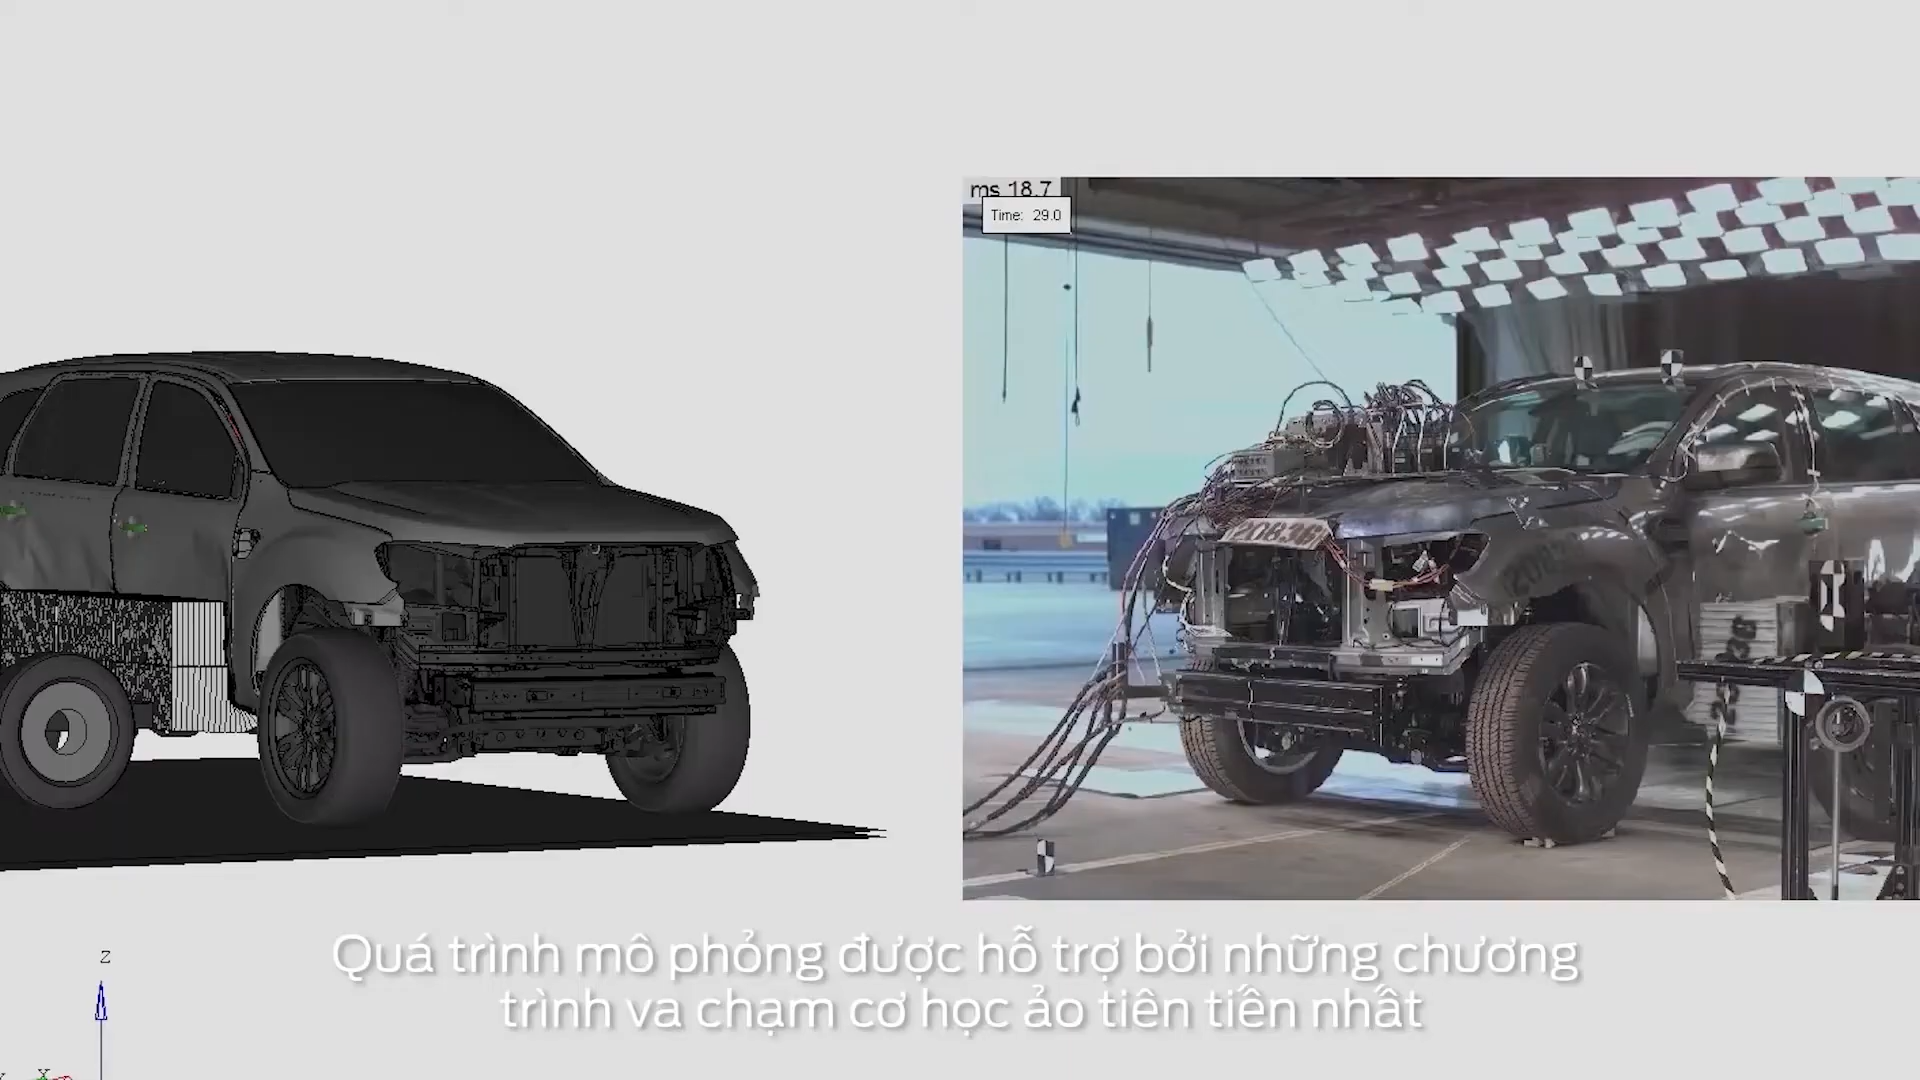 ms 18.7
Time: 29.0
Quá trình mô phỏng được hỗ trợ bởi những chương
trình va chạm cơ học ảo tiên tiến nhất
Z
X